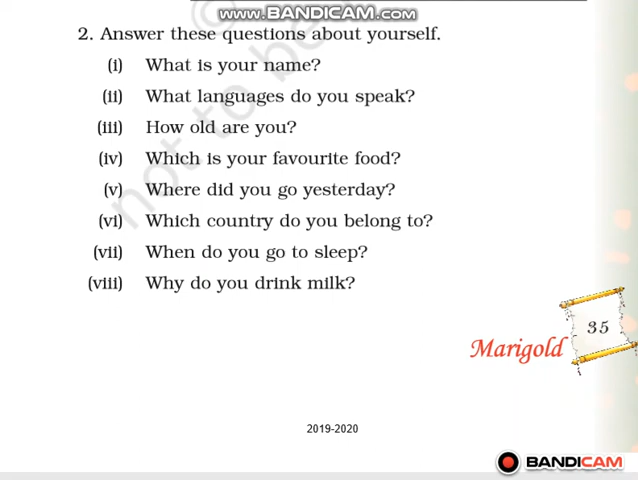 www.BANDICAM.com
2. Answer these questions about yourself.
(i) What is your name?
(ii) What languages do you speak?
(iii) How old are you?
(iv) Which is your favourite food?
(v) Where did you go yesterday?
(vi) Which country do you belong to?
(vii) When do you go to sleep?
(viii) Why do you drink milk?
35
Marigold
2019-2020
BANDICAM
not to be
©